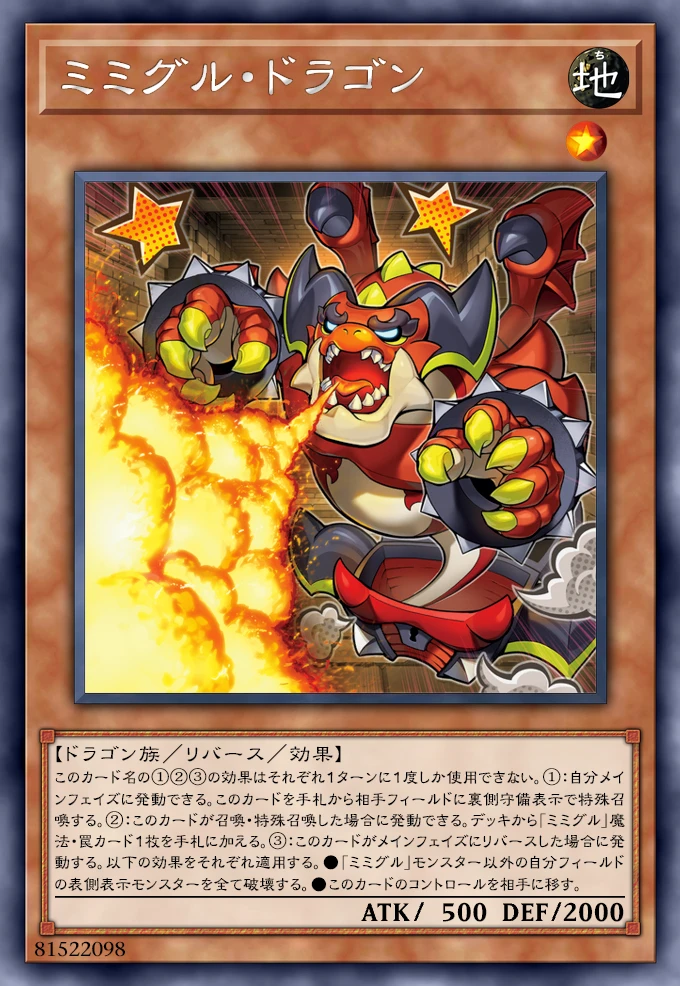 ミミグル・ドラゴン
ち
地
【ドラゴン族／リバース／効果】
このカード名の①②③の効果はそれぞれ1ターンに1度しか使用できない。①：自分メイ
ンフェイズに発動できる。このカードを手札から相手フィールドに裏側守備表示で特殊召
喚する。②：このカードが召喚・特殊召喚した場合に発動できる。デッキから「ミミグル」魔
法・罠カード1枚を手札に加える。③：このカードがメインフェイズにリバースした場合に発
動する。以下の効果をそれぞれ適用する。●「ミミグル」モンスター以外の自分フィールド
の表側表示モンスターを全て破壊する。●このカードのコントロールを相手に移す。
ATK/ 500 DEF/2000
81522098